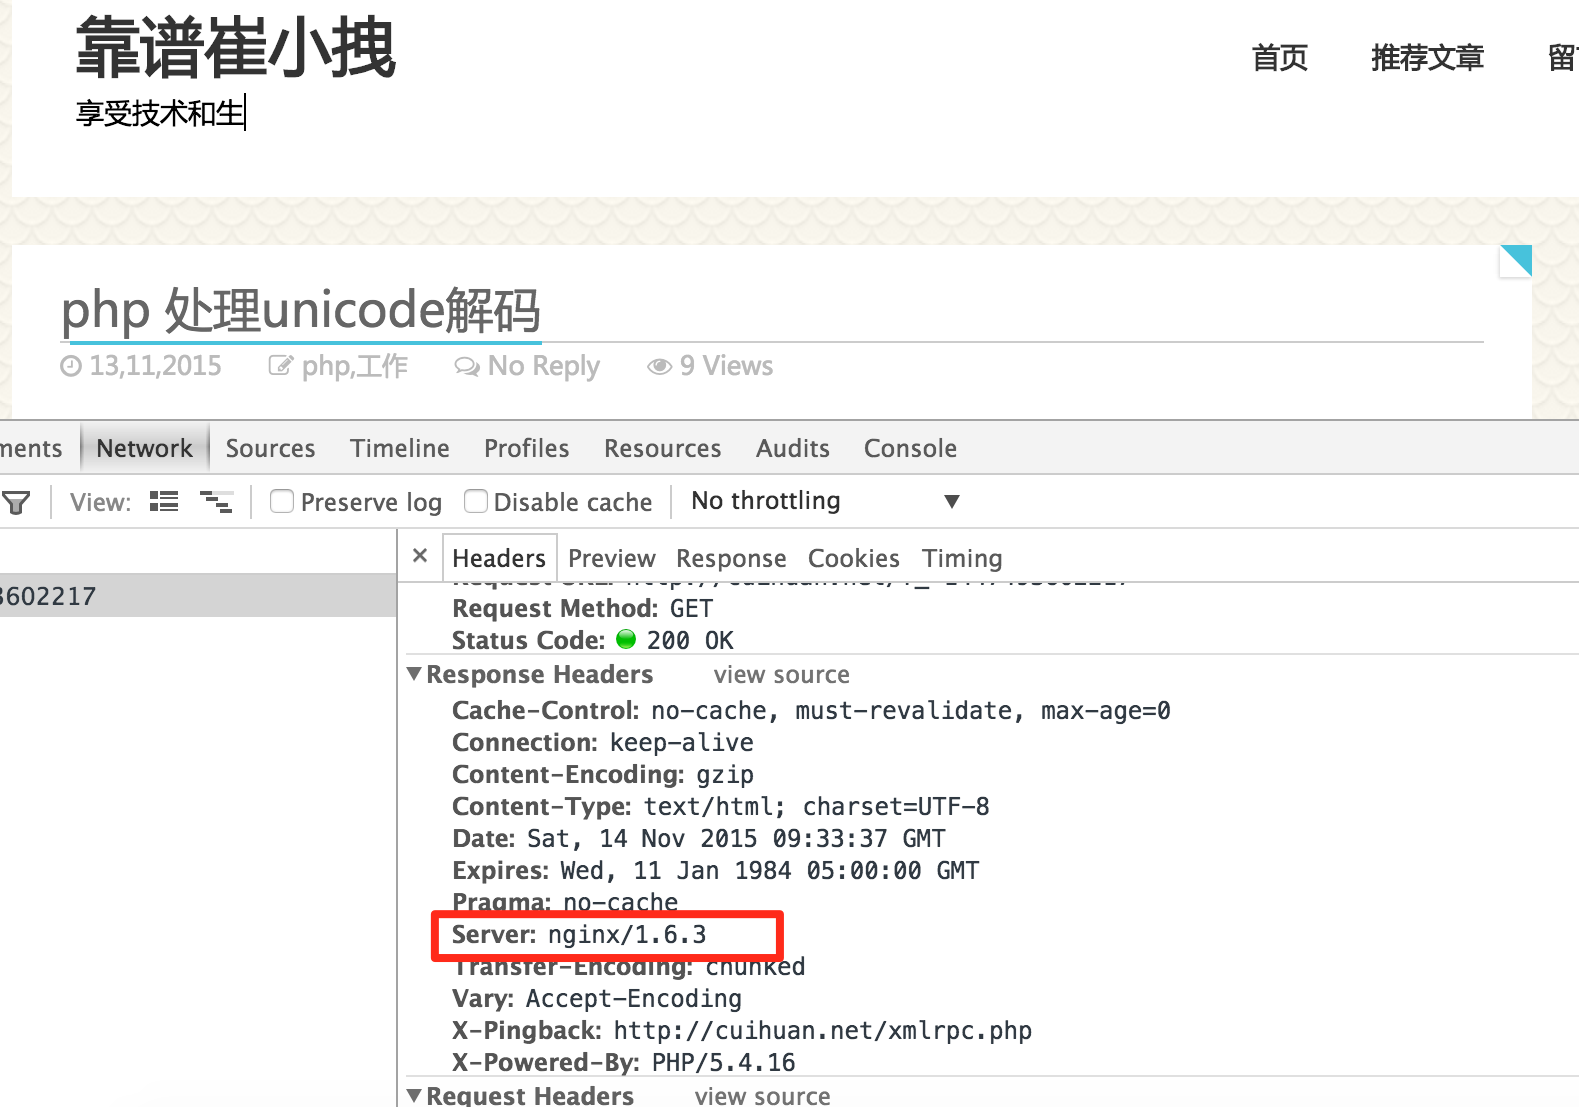 靠谱崔小拽
首页 推荐文章 留
享受技术和生
php 处理unicode解码
13,11,2015 php,工作 No Reply 9 Views
ments Network Sources Timeline Profiles Resources Audits Console
View: Preserve log Disable cache No throttling ▼
× Headers Preview Response Cookies Timing
3602217
Request Method: GET
Status Code: 200 OK
▼Response Headers view source
Cache-Control: no-cache, must-revalidate, max-age=0
Connection: keep-alive
Content-Encoding: gzip
Content-Type: text/html; charset=UTF-8
Date: Sat, 14 Nov 2015 09:33:37 GMT
Expires: Wed, 11 Jan 1984 05:00:00 GMT
Pragma: no-cache
Server: nginx/1.6.3
Transfer-Encoding: chunked
Vary: Accept-Encoding
X-Pingback: http://cuihuan.net/xmlrpc.php
X-Powered-By: PHP/5.4.16
▼Request Headers view source